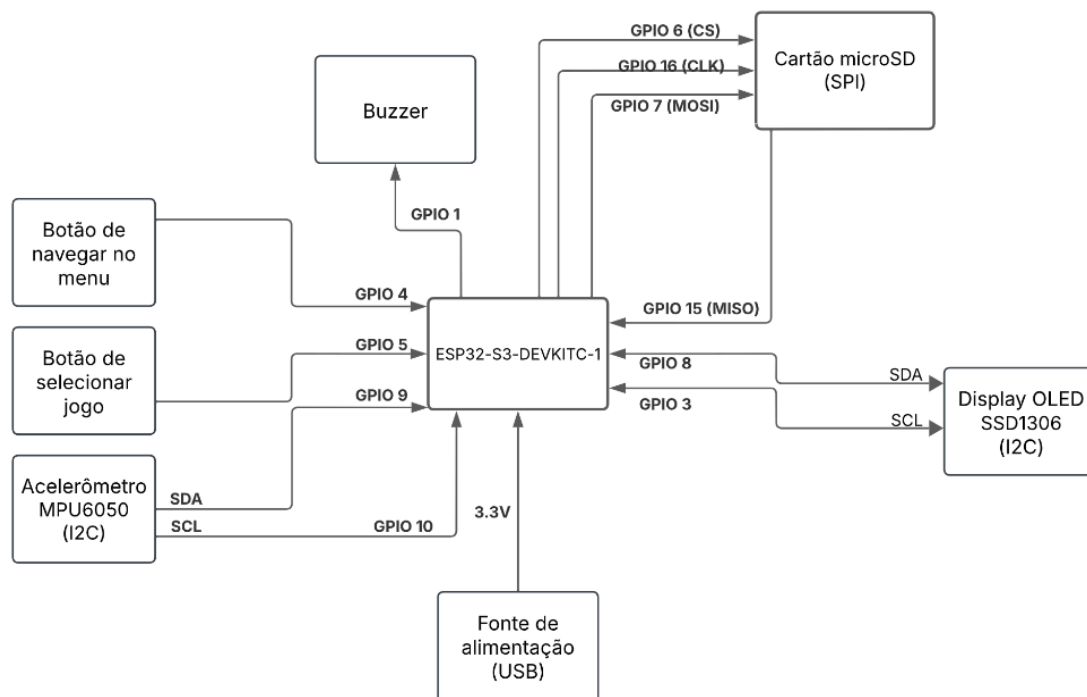 GPIO 6 (CS)
GPIO 16 (CLK)
GPIO 7 (MOSI)
Cartão microSD
(SPI)
Buzzer
GPIO 1
Botão de
navegar no
menu
GPIO 4
GPIO 15 (MISO)
Botão de
selecionar
jogo
GPIO 5
GPIO 9
ESP32-S3-DEVKITC-1
GPIO 8
GPIO 3
SDA
SCL
Display OLED
SSD1306
(I2C)
Acelerômetro
MPU6050
(I2C)
SDA
SCL
GPIO 10
3.3V
Fonte de
alimentação
(USB)